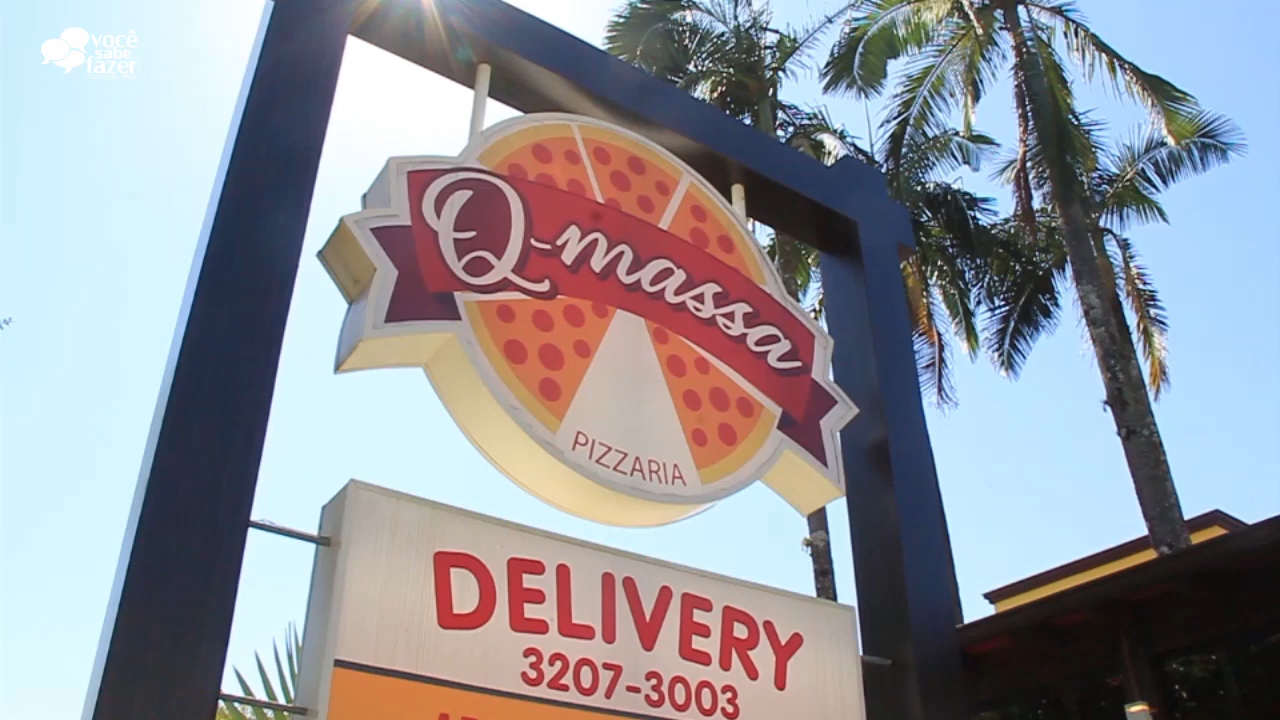 você
sabe
fazer
Q-massa
PIZZARIA
DELIVERY
3207-3003